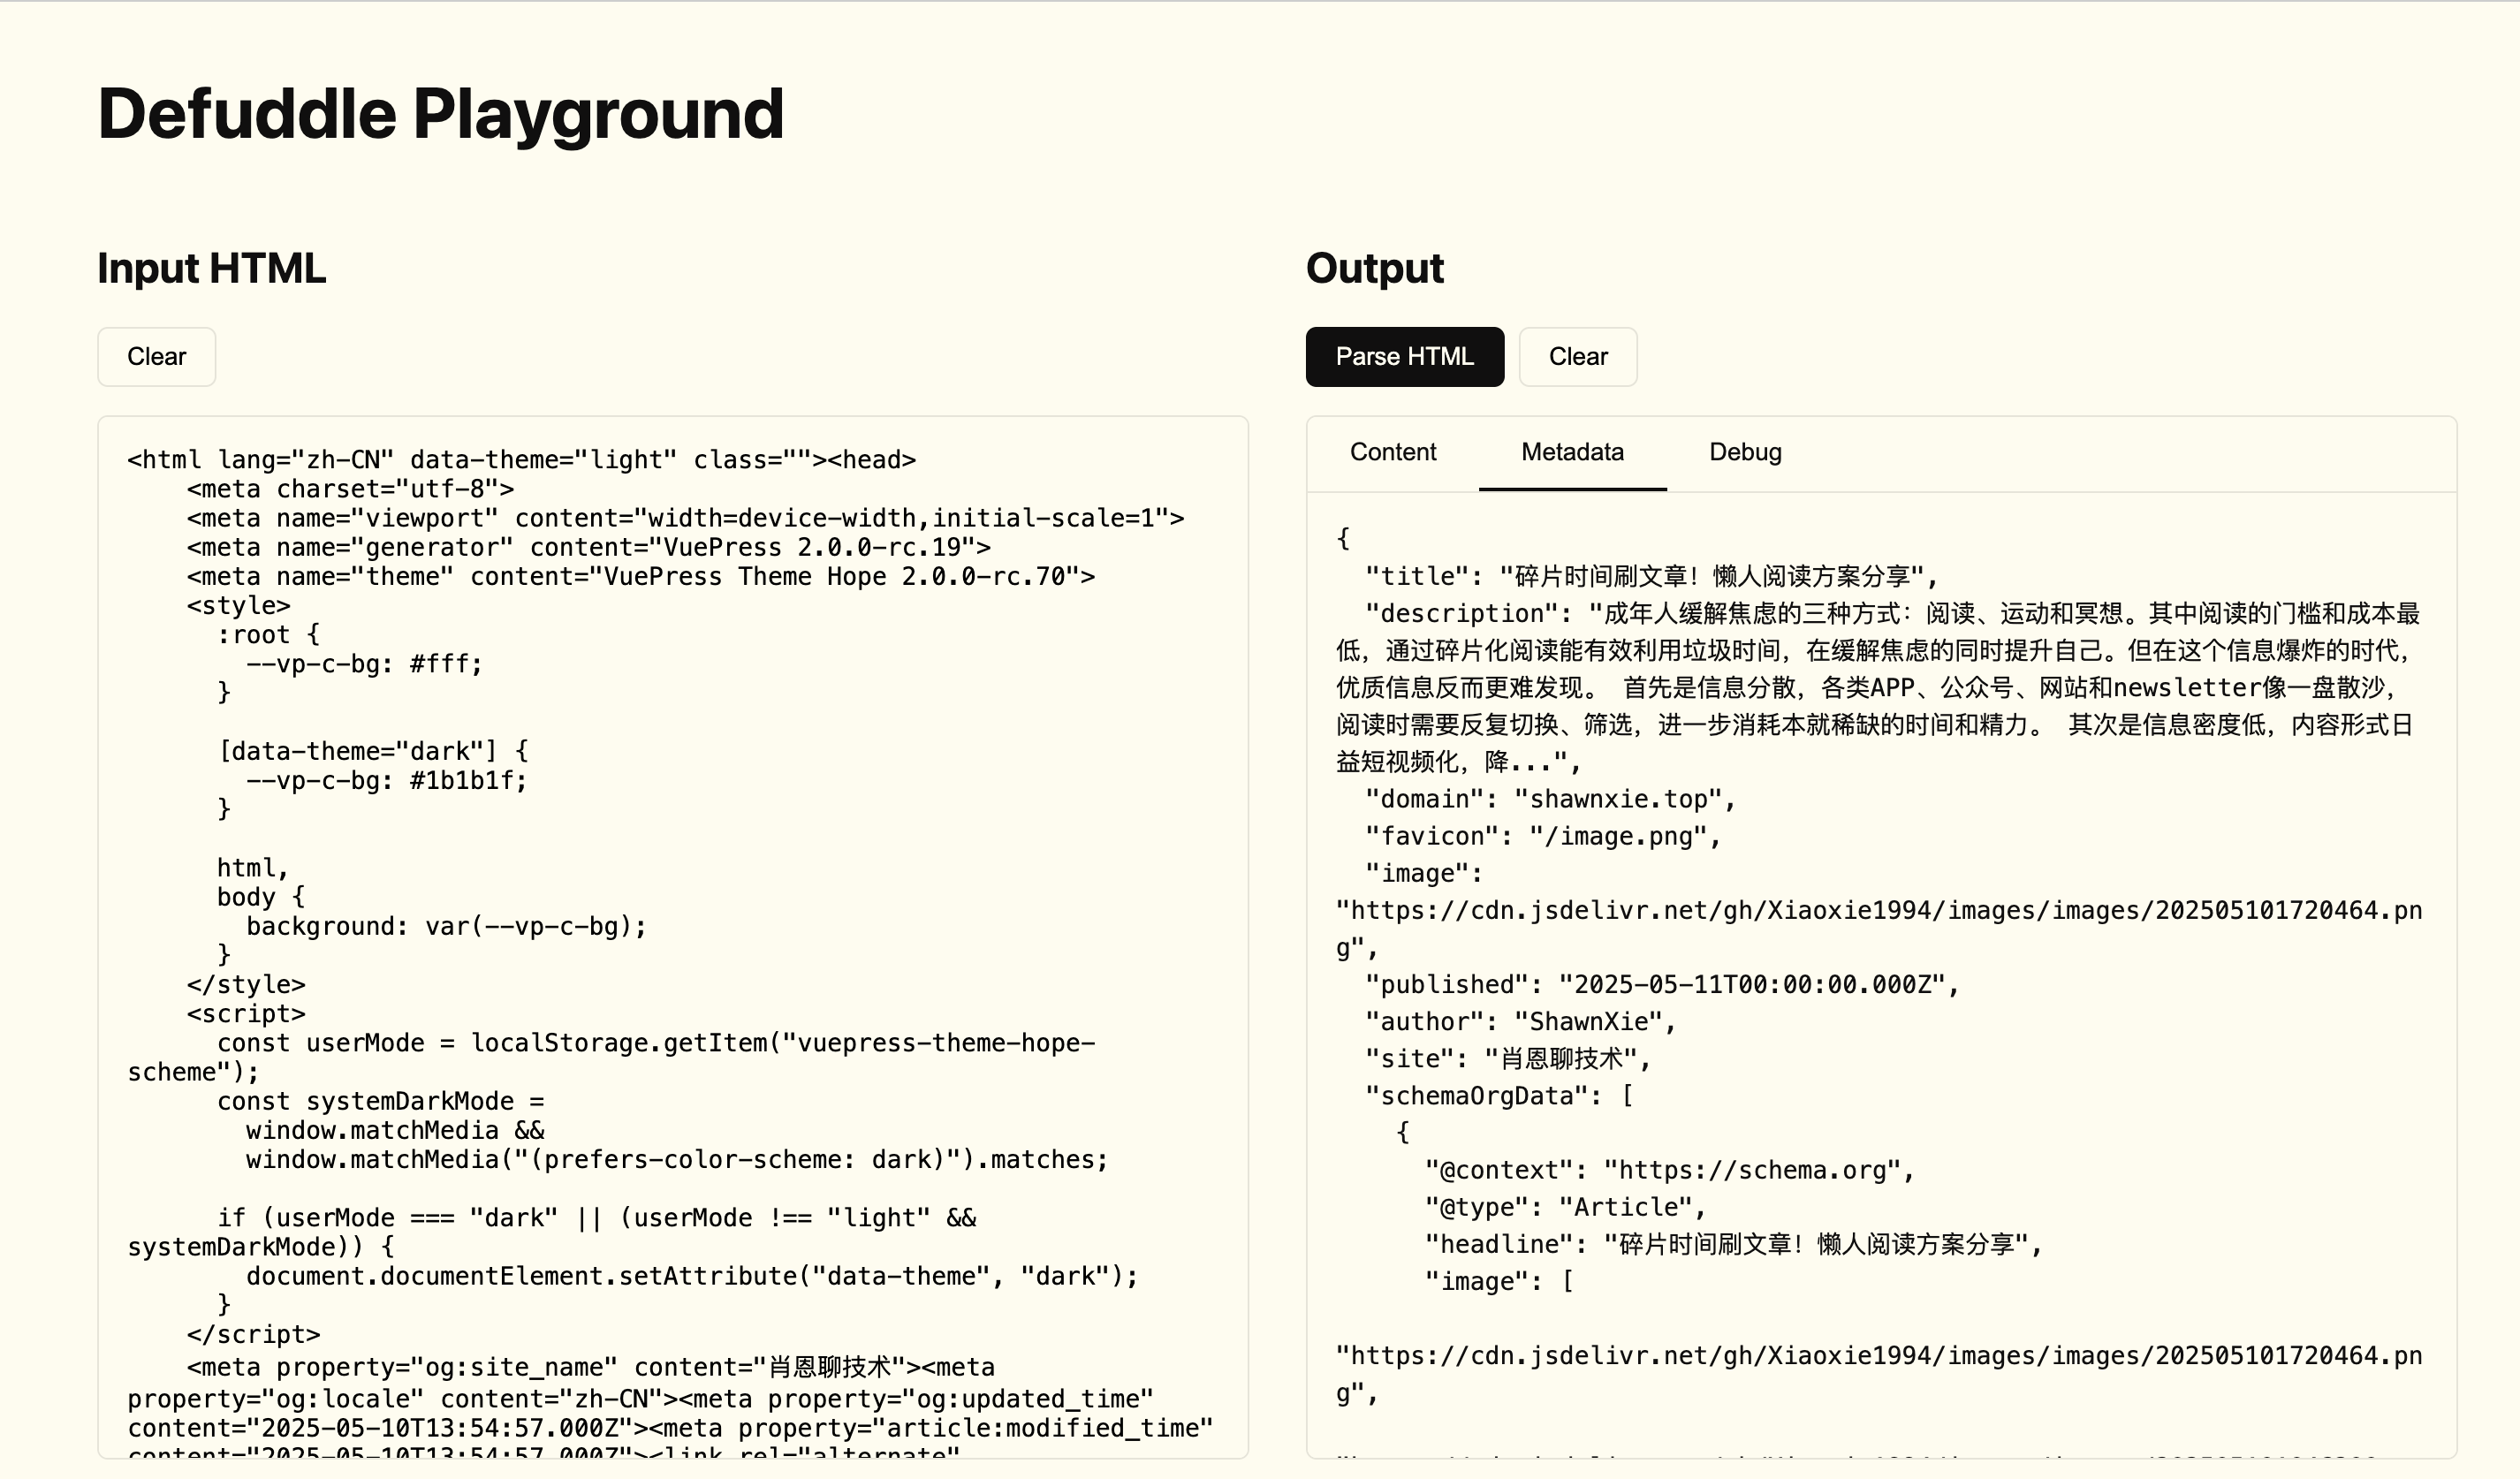 Defuddle Playground
Input HTML
Clear
<html lang="zh-CN" data-theme="light" class=""><head>
<meta charset="utf-8">
<meta name="viewport" content="width=device-width,initial-scale=1">
<meta name="generator" content="VuePress 2.0.0-rc.19">
<meta name="theme" content="VuePress Theme Hope 2.0.0-rc.70">
<style>
:root {
--vp-c-bg: #fff;
}
[data-theme="dark"] {
--vp-c-bg: #1b1b1f;
}
html,
body {
background: var(--vp-c-bg);
}
</style>
<script>
const userMode = localStorage.getItem("vuepress-theme-hope-
scheme");
const systemDarkMode =
window.matchMedia &&
window.matchMedia("(prefers-color-scheme: dark)").matches;
if (userMode === "dark" || (userMode !== "light" &&
systemDarkMode)) {
document.documentElement.setAttribute("data-theme", "dark");
}
</script>
<meta property="og:site_name" content="肖恩聊技术"><meta
property="og:locale" content="zh-CN"><meta property="og:updated_time"
content="2025-05-10T13:54:57.000Z"><meta property="article:modified_time"
content="2025-05-10T13:54:57.000Z"><link rel="alternate"
Output
Parse HTML
Clear
Content
Metadata
Debug
{
"title": "碎片时间刷文章！懒人阅读方案分享",
"description": "成年人缓解焦虑的三种方式：阅读、运动和冥想。其中阅读的门槛和成本最
低，通过碎片化阅读能有效利用垃圾时间，在缓解焦虑的同时提升自己。但在这个信息爆炸的时代，
优质信息反而更难发现。 首先是信息分散，各类APP、公众号、网站和newsletter像一盘散沙，
阅读时需要反复切换、筛选，进一步消耗本就稀缺的时间和精力。 其次是信息密度低，内容形式日
益短视频化，降...",
"domain": "shawnxie.top",
"favicon": "/image.png",
"image":
"https://cdn.jsdelivr.net/gh/Xiaoxie1994/images/images/202505101720464.pn
g",
"published": "2025-05-11T00:00:00.000Z",
"author": "ShawnXie",
"site": "肖恩聊技术",
"schemaOrgData": [
{
"@context": "https://schema.org",
"@type": "Article",
"headline": "碎片时间刷文章！懒人阅读方案分享",
"image": [
"https://cdn.jsdelivr.net/gh/Xiaoxie1994/images/images/202505101720464.pn
g",